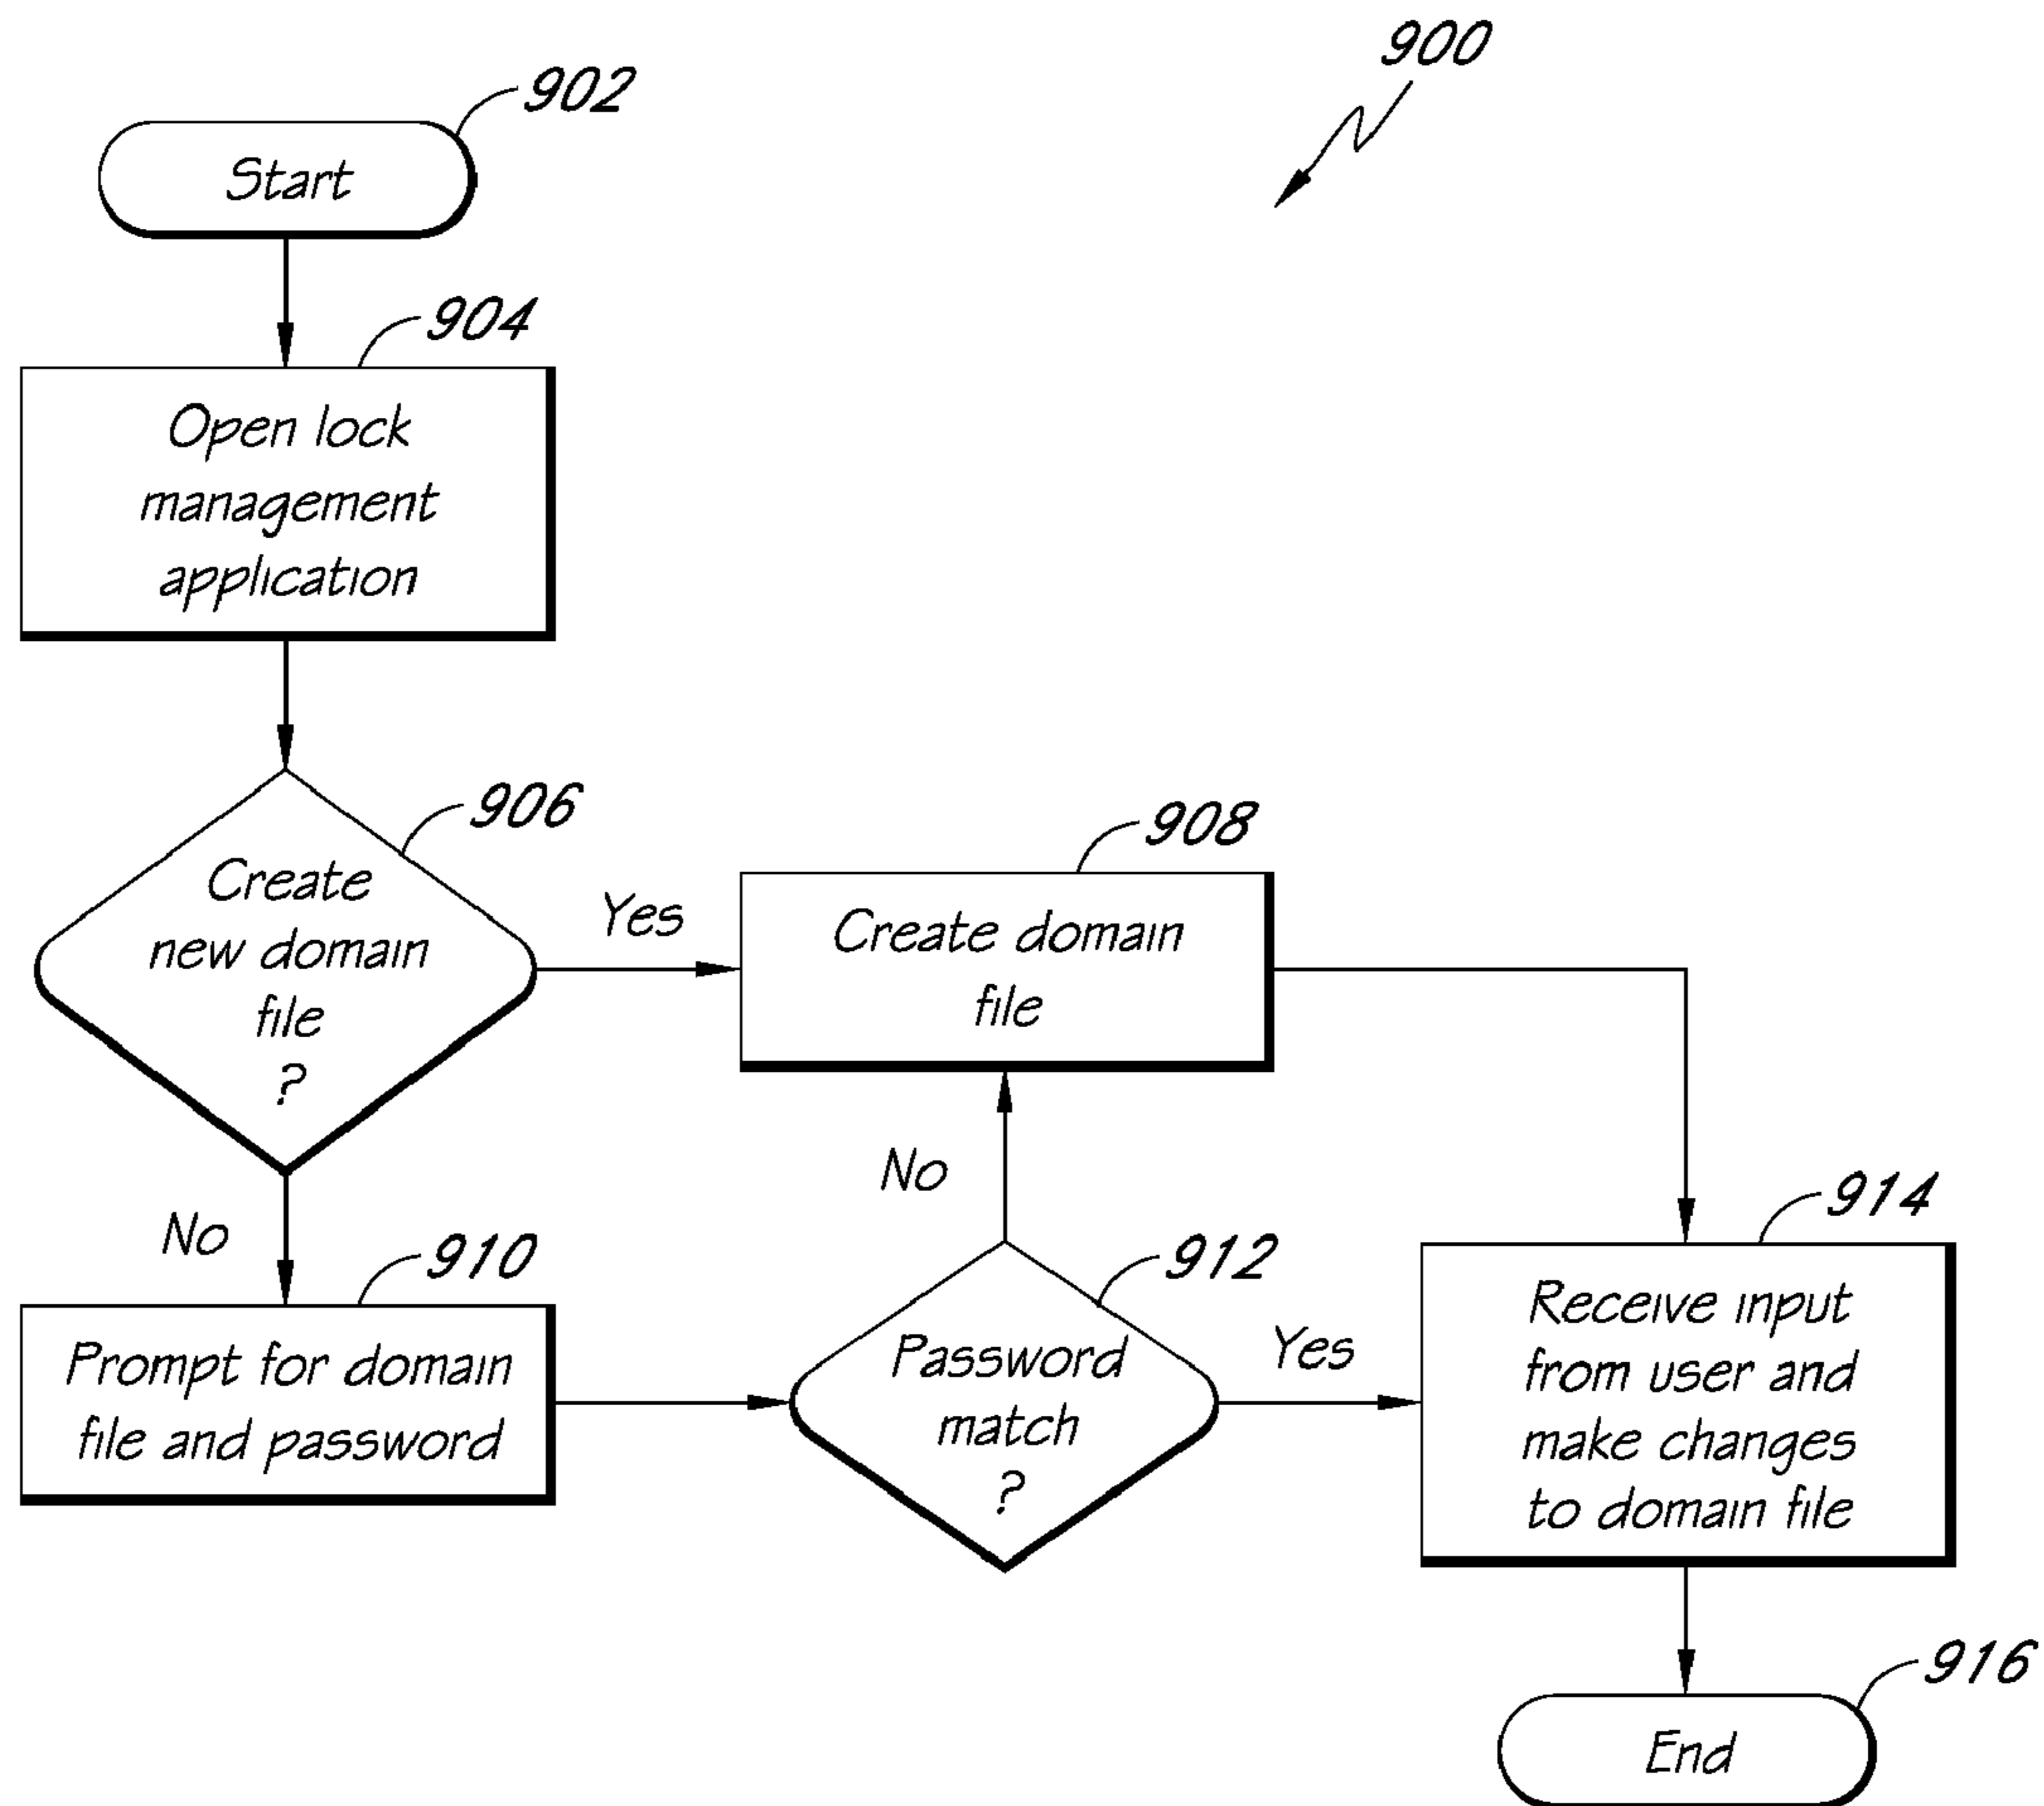 900
902
Start
904
Open lock
management
application
906
Create
new domain
file
?
Yes
908
Create domain
file
No
910
Prompt for domain
file and password
No
912
Password
match
?
Yes
914
Receive input
from user and
make changes
to domain file
916
End